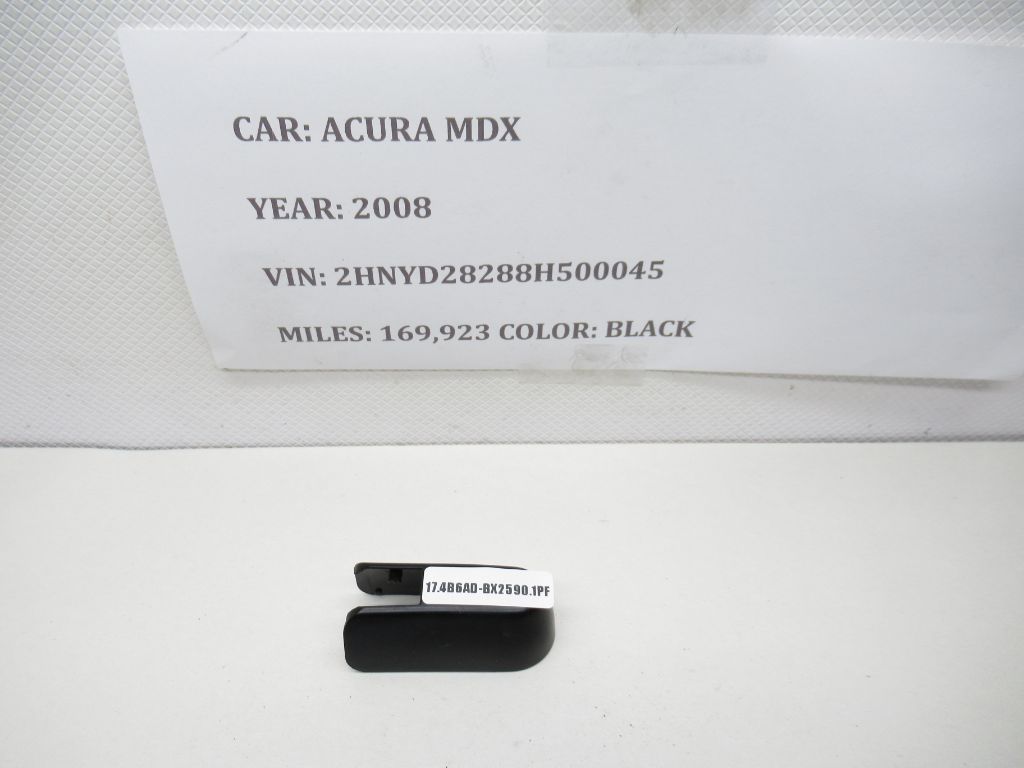 CAR: ACURA MDX
YEAR: 2008
VIN: 2HNYD28288H500045
MILES: 169,923 COLOR: BLACK
17.4B6AD-BX2590.1PF